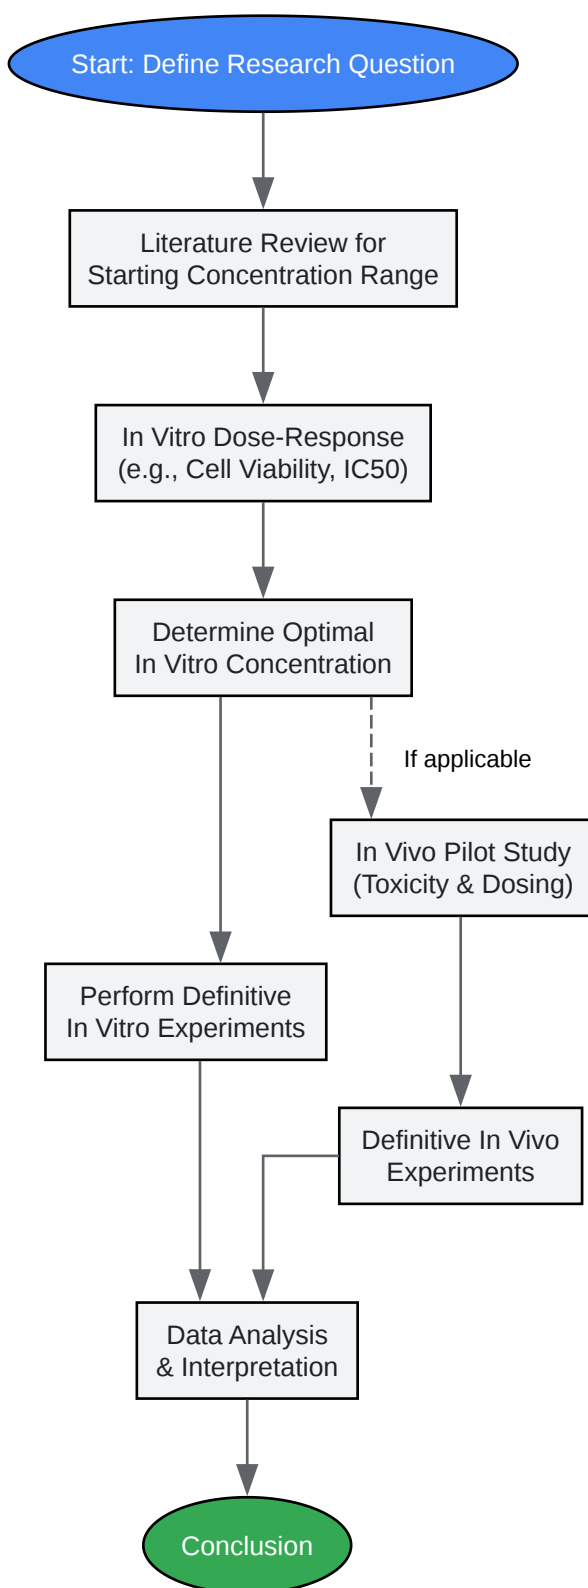 Start: Define Research Question
Literature Review for
Starting Concentration Range
In Vitro Dose-Response
(e.g., Cell Viability, IC50)
Determine Optimal
In Vitro Concentration
If applicable
In Vivo Pilot Study
(Toxicity & Dosing)
Perform Definitive
In Vitro Experiments
Definitive In Vivo
Experiments
Data Analysis
& Interpretation
Conclusion